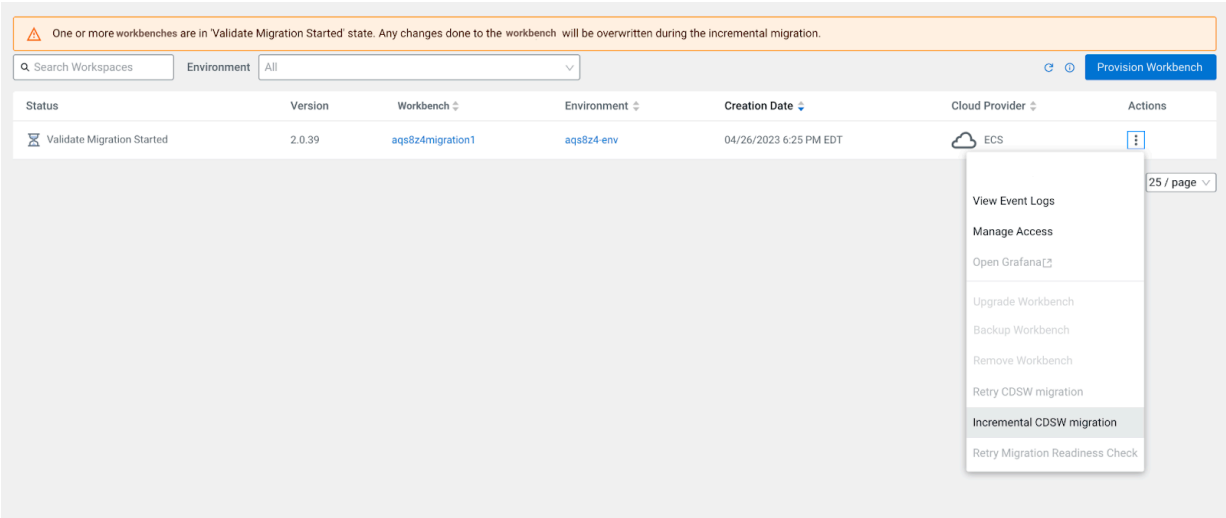 One or more workbenches are in 'Validate Migration Started' state. Any changes done to the workbench will be overwritten during the incremental migration.
Search Workspaces Environment All Provision Workbench
Status Version Workbench Environment Creation Date Cloud Provider Actions
Validate Migration Started 2.0.39 aqs8z4migration1 aqs8z4-env 04/26/2023 6:25 PM EDT ECS
25 / page
View Event Logs
Manage Access
Open Grafana
Upgrade Workbench
Backup Workbench
Remove Workbench
Retry CDSW migration
Incremental CDSW migration
Retry Migration Readiness Check